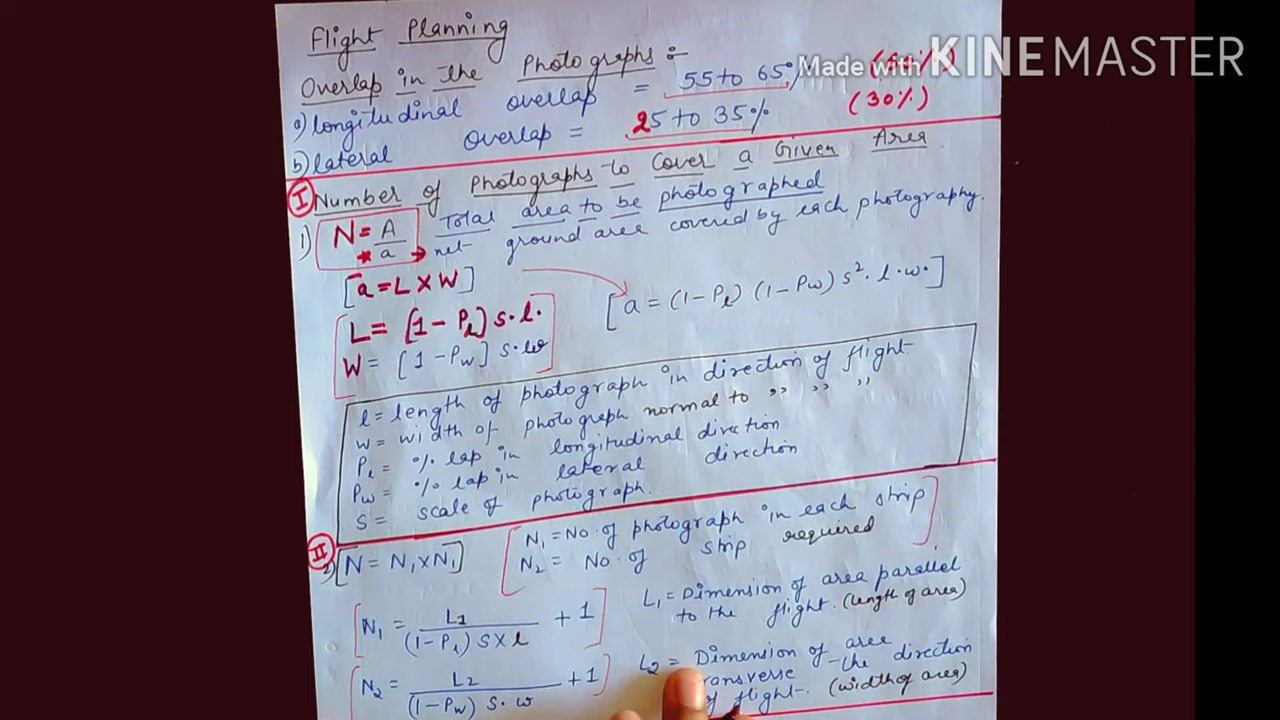 Flight Planning
Overlap in the Photographs :-
a) longitudinal overlap = 55 to 65%
b) lateral overlap = 25 to 35% (30%)
Made with KINEMASTER
I Number of Photographs to Cover a Given Area.
1) N = A/a Total area to be photographed
net ground area covered by each photography.
[a = L X W]
[a = (1-Pl) (1-Pw) s². l.w.]
L = [1-Pl] s.l.
W = [1-Pw] s.w
l = length of photograph in direction of flight
w = width of photograph normal to ,, ,, ,,
Pl = % lap in longitudinal direction
Pw = % lap in lateral direction
S = scale of photograph.
II
2) [N = N1 X N1]
N1 = No. of photograph in each strip
N2 = No. of strip required
N1 = L1/(1-Pl) S X l + 1
L1 = Dimension of area parallel
to the flight. (length of area)
N2 = L2/(1-Pw) S.w + 1
L2 = Dimension of area
transverse the direction
of flight. (width of area)